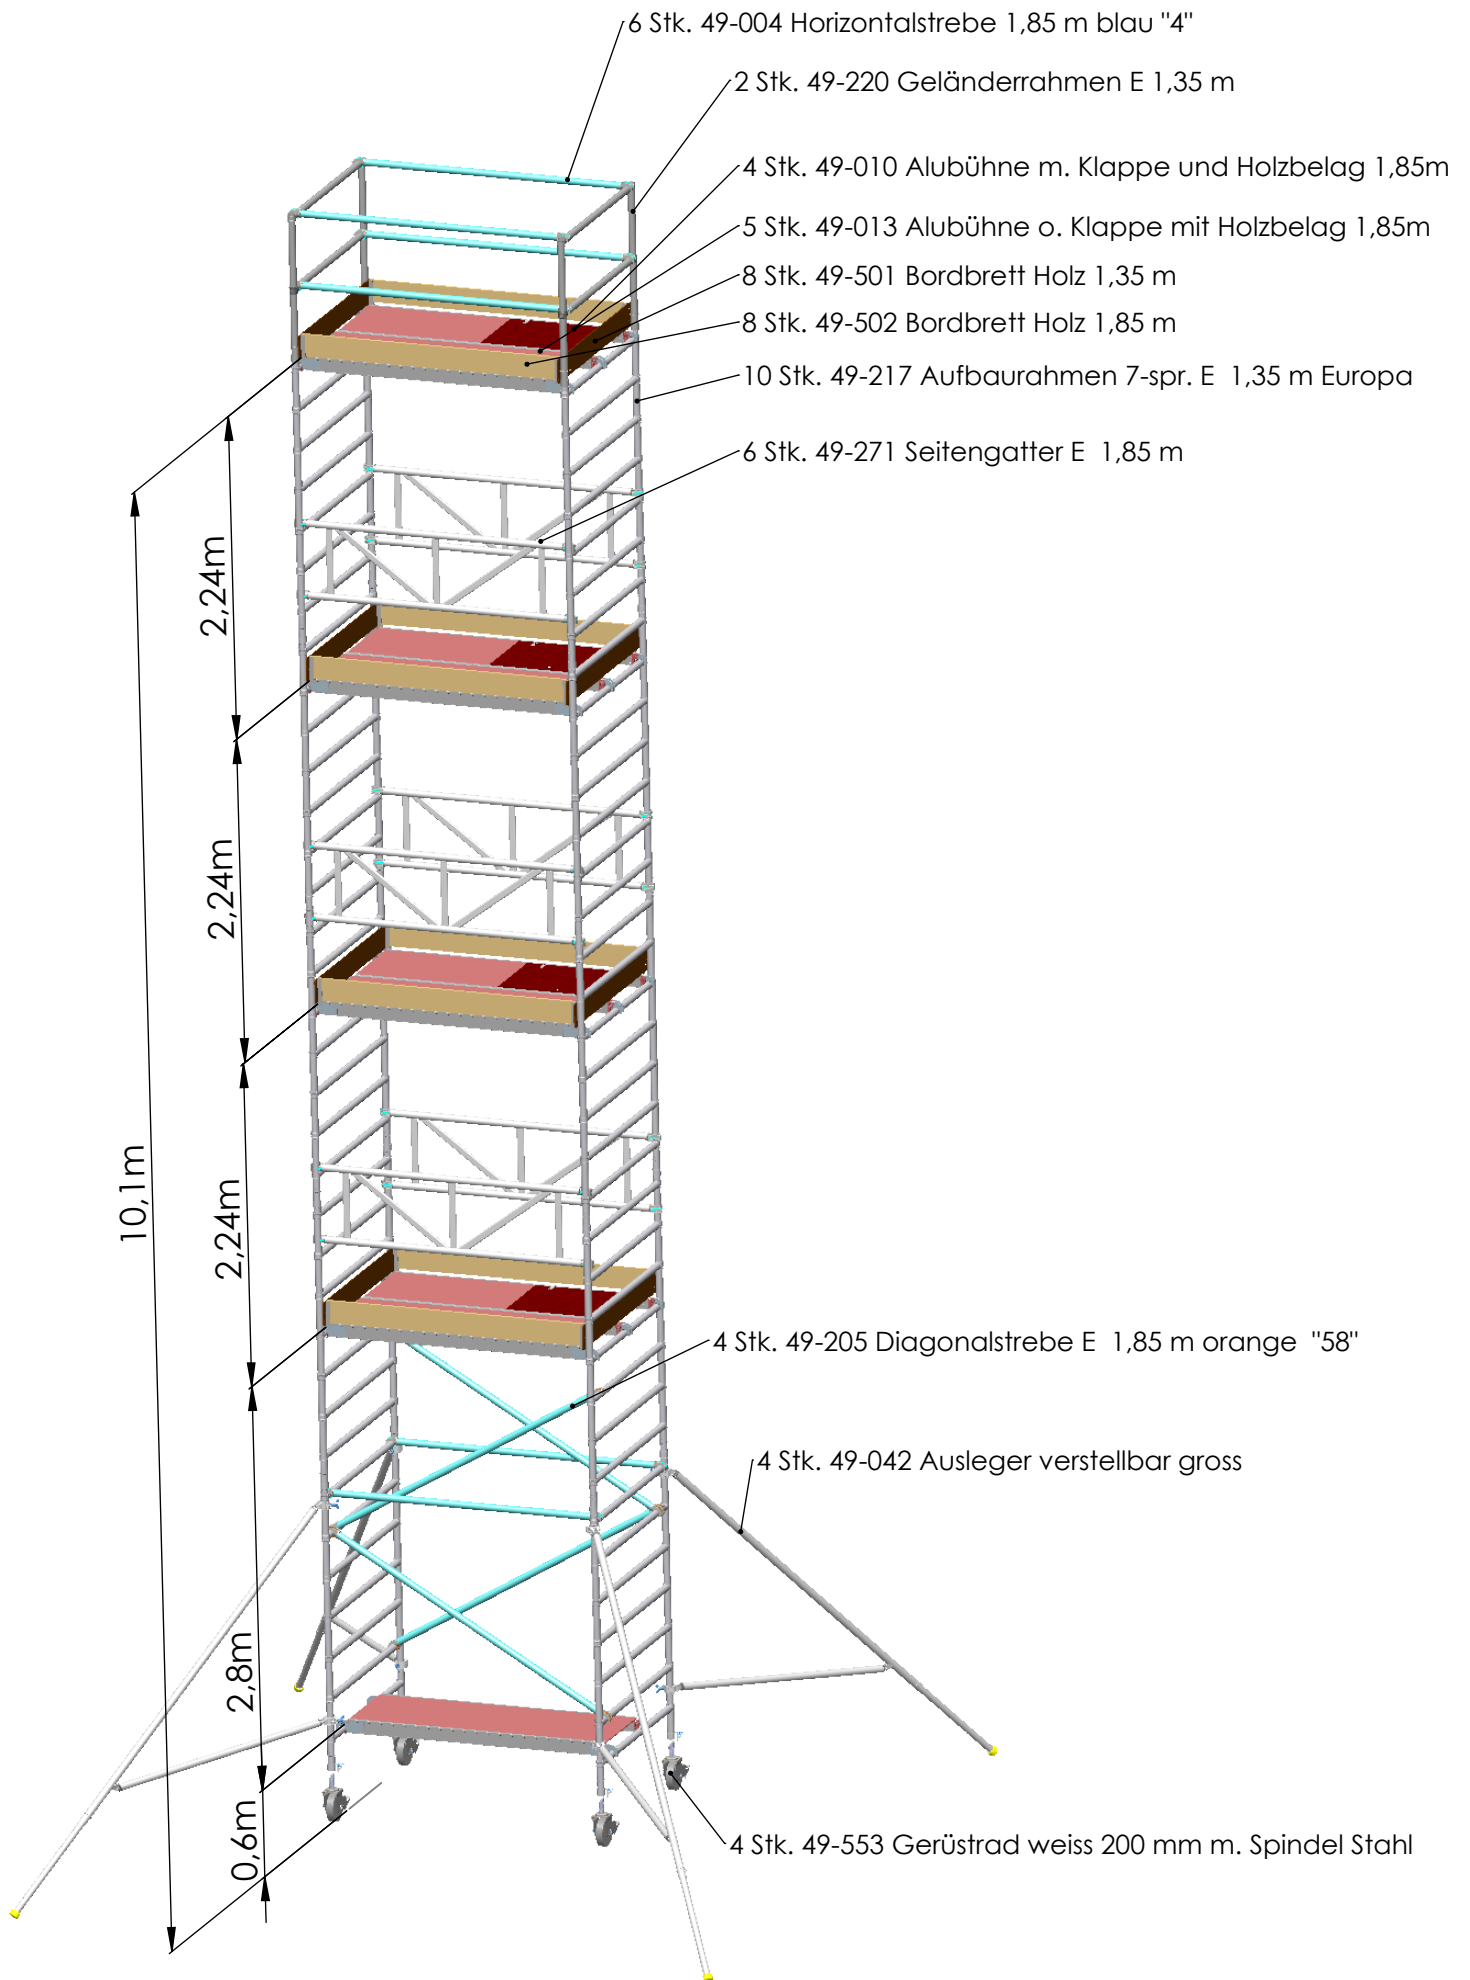 6 Stk. 49-004 Horizontalstrebe 1,85 m blau "4"
2 Stk. 49-220 Geländerrahmen E 1,35 m
4 Stk. 49-010 Alubühne m. Klappe und Holzbelag 1,85m
5 Stk. 49-013 Alubühne o. Klappe mit Holzbelag 1,85m
8 Stk. 49-501 Bordbrett Holz 1,35 m
8 Stk. 49-502 Bordbrett Holz 1,85 m
10 Stk. 49-217 Aufbaurahmen 7-spr. E 1,35 m Europa
6 Stk. 49-271 Seitengatter E 1,85 m
2,24m
2,24m
2,24m
10,1m
4 Stk. 49-205 Diagonalstrebe E 1,85 m orange "58"
4 Stk. 49-042 Ausleger verstellbar gross
2,8m
0,6m
4 Stk. 49-553 Gerüstrad weiss 200 mm m. Spindel Stahl